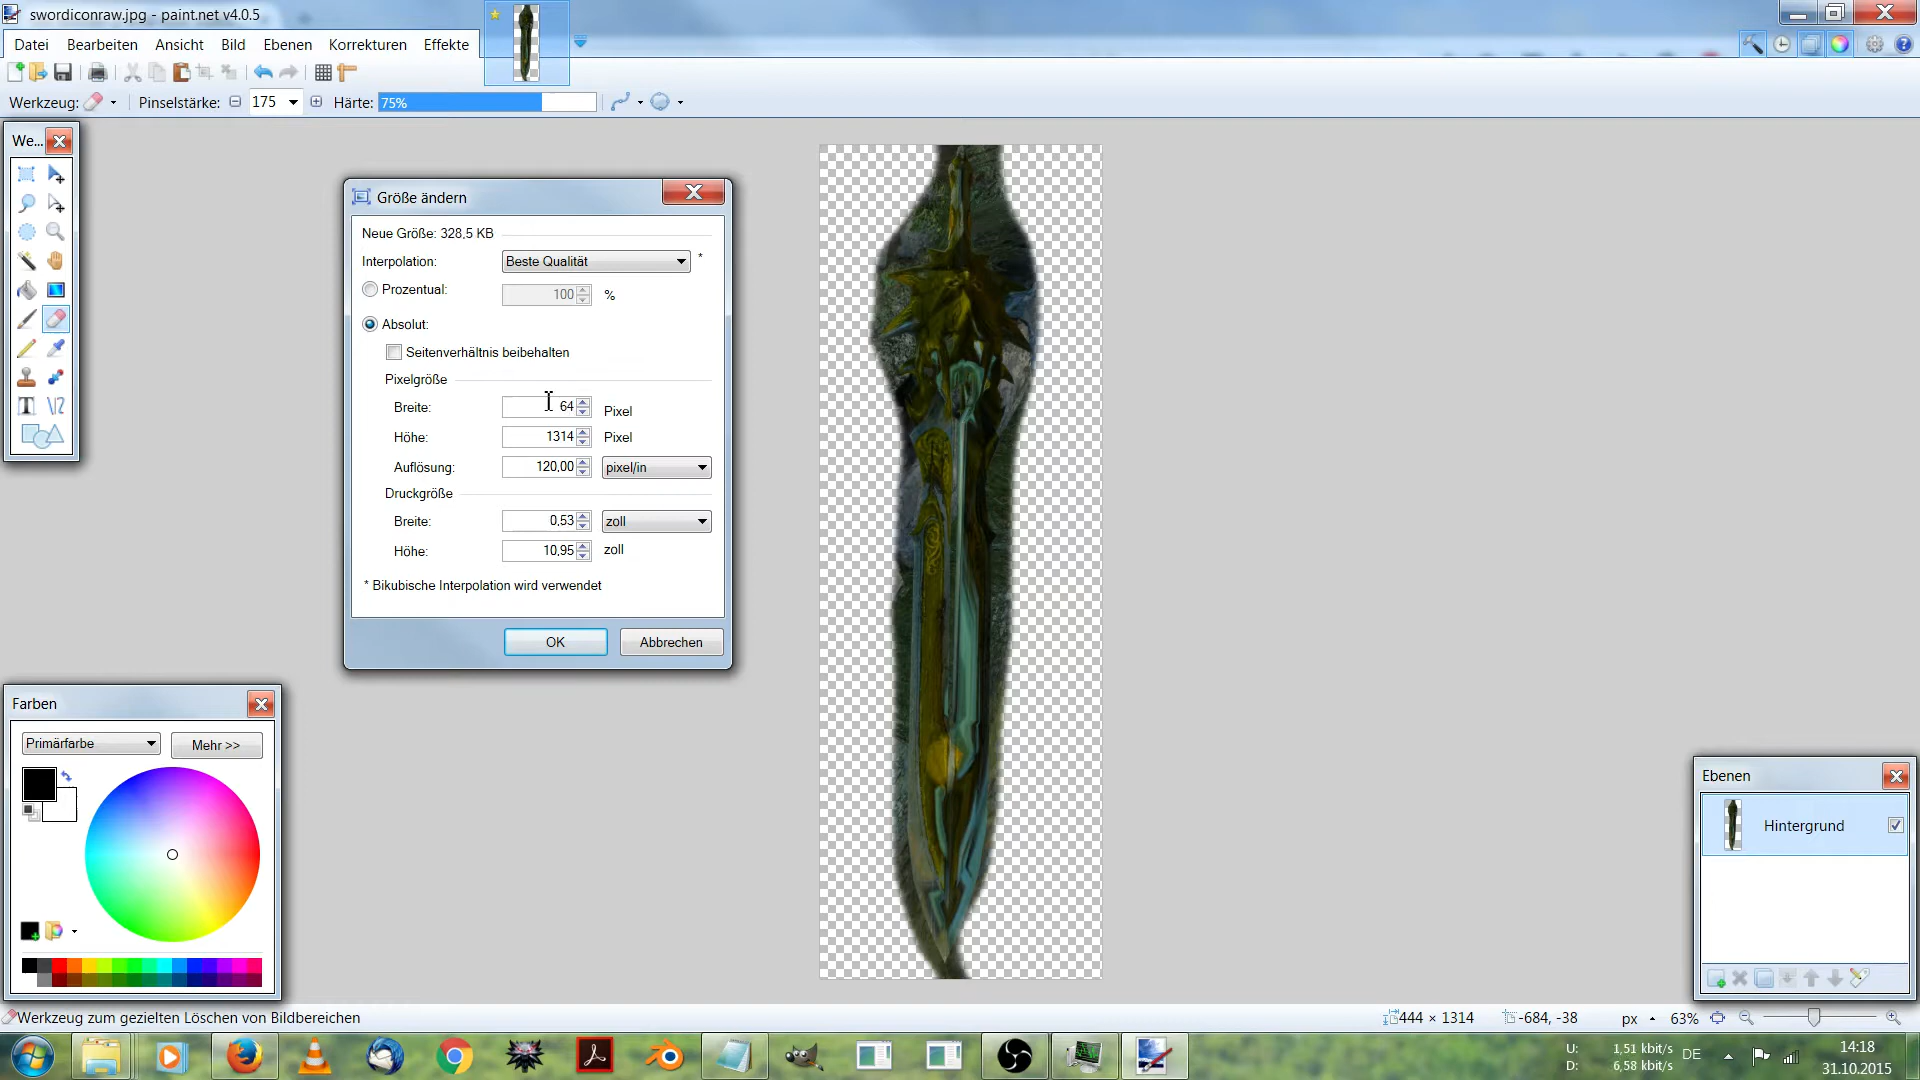 swordiconraw.jpg - paint.net v4.0.5
Datei Bearbeiten Ansicht Bild Ebenen Korrekturen Effekte
Werkzeug: Pinselstärke: 175 Härte: 75%
We...
Größe ändern
Neue Größe: 328,5 KB
Interpolation: Beste Qualität *
Prozentual: 100 %
Absolut:
Seitenverhältnis beibehalten
Pixelgröße
Breite: 64 Pixel
Höhe: 1314 Pixel
Auflösung: 120,00 pixel/in
Druckgröße
Breite: 0,53 zoll
Höhe: 10,95 zoll
* Bikubische Interpolation wird verwendet
OK Abbrechen
Farben
Primärfarbe Mehr >>
Ebenen
Hintergrund
Werkzeug zum gezielten Löschen von Bildbereichen 444 × 1314 -684, -38 px 63%
U: 1,51 kbit/s DE 14:18
D: 6,58 kbit/s 31.10.2015